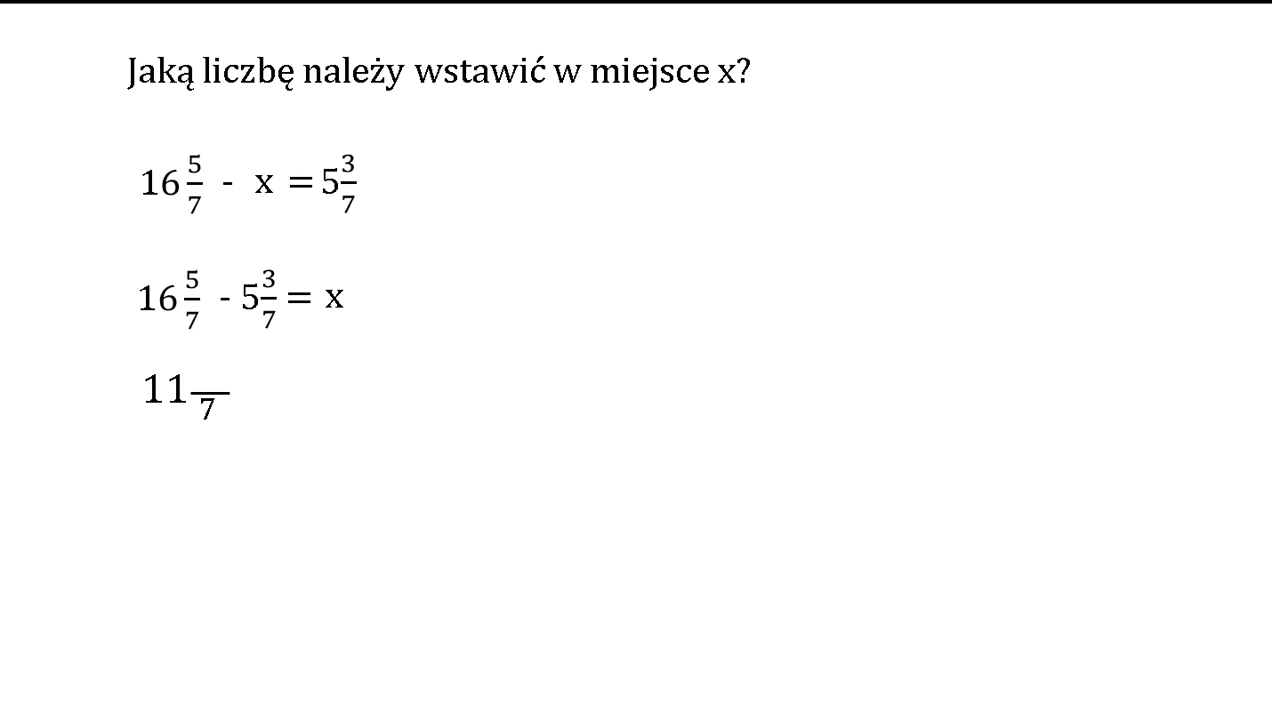 Jaką liczbę należy wstawić w miejsce x?
16 5/7 - x = 5 3/7
16 5/7 - 5 3/7 = x
11 /7